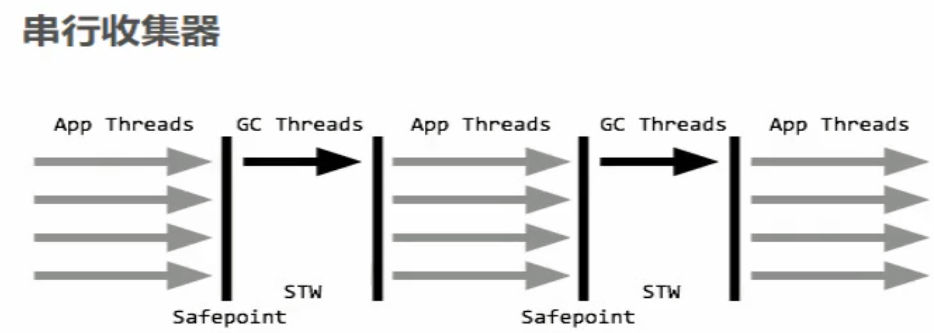 串行收集器
App Threads GC Threads App Threads GC Threads App Threads
STW STW
Safepoint Safepoint